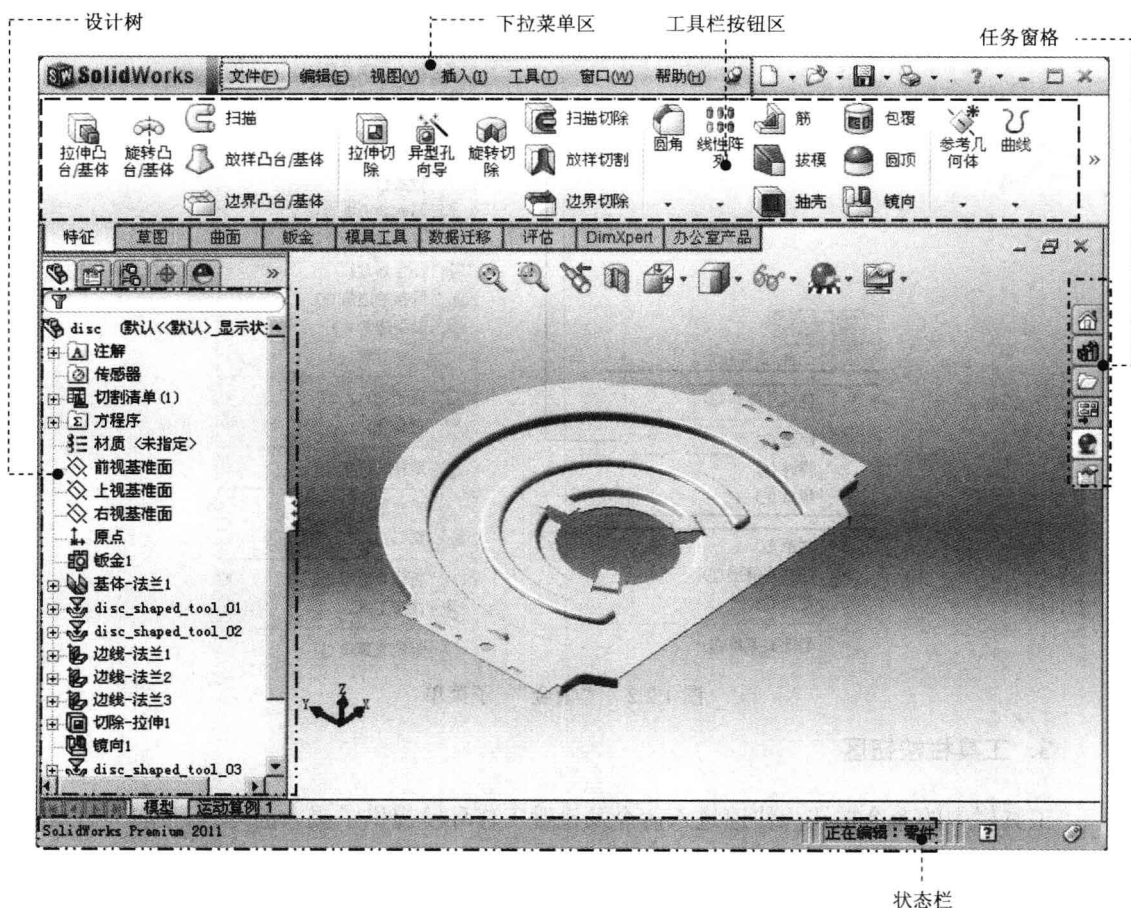 设计树
下拉菜单区
工具栏按钮区
任务窗格
SolidWorks 文件(F) 编辑(E) 视图(V) 插入(I) 工具(T) 窗口(W) 帮助(H)
拉伸凸台/基体
旋转凸台/基体
扫描
放样凸台/基体
边界凸台/基体
拉伸切除
异型孔向导
旋转切除
扫描切除
放样切割
边界切除
圆角
线性阵列
筋
拔模
抽壳
包覆
圆顶
镜向
参考几何体
曲线
特征 草图 曲面 钣金 模具工具 数据迁移 评估 DimXpert 办公室产品
disc (默认<<默认>_显示状
注解
传感器
切割清单(1)
方程序
材质 <未指定>
前视基准面
上视基准面
右视基准面
原点
钣金1
基体-法兰1
disc_shaped_tool_01
disc_shaped_tool_02
边线-法兰1
边线-法兰2
边线-法兰3
切除-拉伸1
镜向1
disc_shaped_tool_03
Z
Y
X
模型 运动算例 1
SolidWorks Premium 2011
正在编辑：零件
状态栏